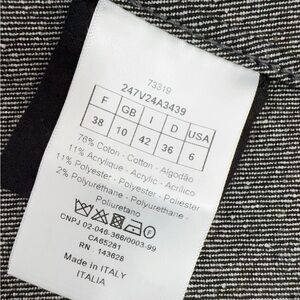 73319
247V24A3439
F GB I D USA
38 10 42 36 6
76% Coton - Cotton - Algodão
11% Acrylique - Acrylic - Acrílico
11% Polyester - Polyester - Poliester
2% Polyuréthane - Polyurethane -
Poliuretano
CNPJ 02-046-366/0003-99
CA65281
RN 143628
Made in ITALY
ITALIA